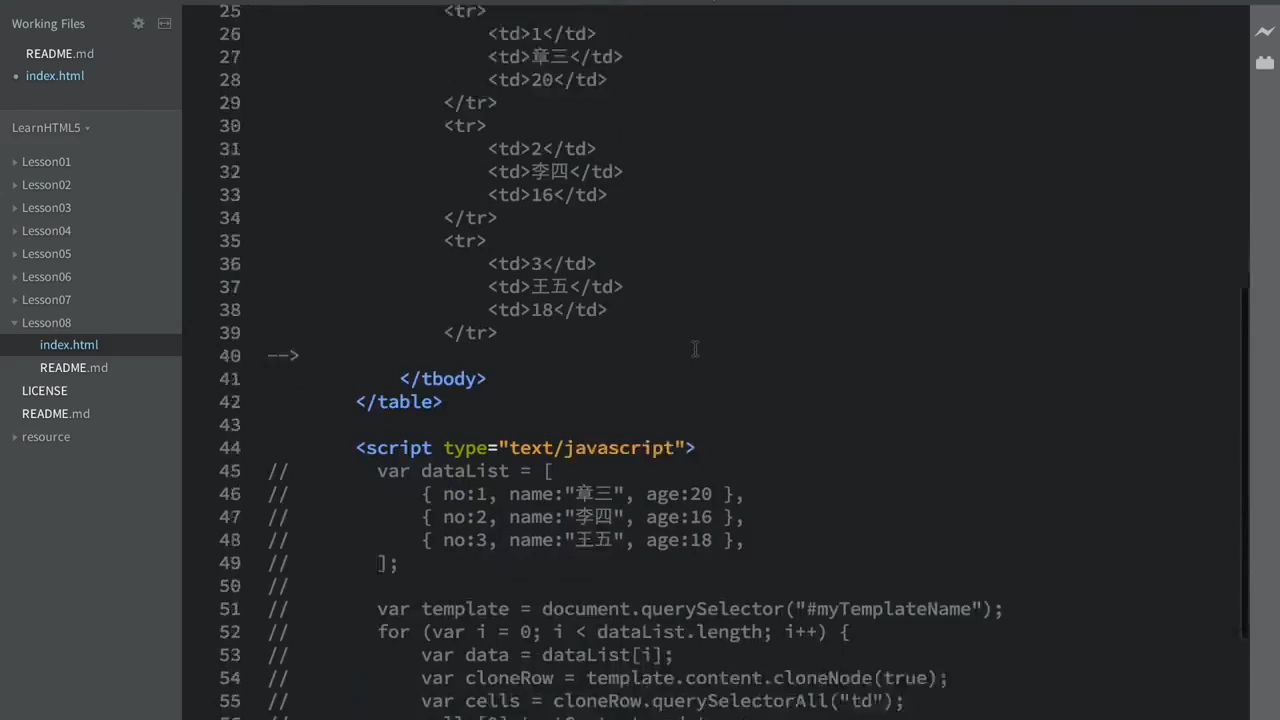 Working Files
README.md
index.html
LearnHTML5
Lesson01
Lesson02
Lesson03
Lesson04
Lesson05
Lesson06
Lesson07
Lesson08
index.html
README.md
LICENSE
README.md
resource
25 <tr>
26 <td>1</td>
27 <td>章三</td>
28 <td>20</td>
29 </tr>
30 <tr>
31 <td>2</td>
32 <td>李四</td>
33 <td>16</td>
34 </tr>
35 <tr>
36 <td>3</td>
37 <td>王五</td>
38 <td>18</td>
39 </tr>
40 -->
41 </tbody>
42 </table>
43
44 <script type="text/javascript">
45 // var dataList = [
46 // { no:1, name:"章三", age:20 },
47 // { no:2, name:"李四", age:16 },
48 // { no:3, name:"王五", age:18 },
49 // ];
50 //
51 // var template = document.querySelector("#myTemplateName");
52 // for (var i = 0; i < dataList.length; i++) {
53 // var data = dataList[i];
54 // var cloneRow = template.content.cloneNode(true);
55 // var cells = cloneRow.querySelectorAll("td");